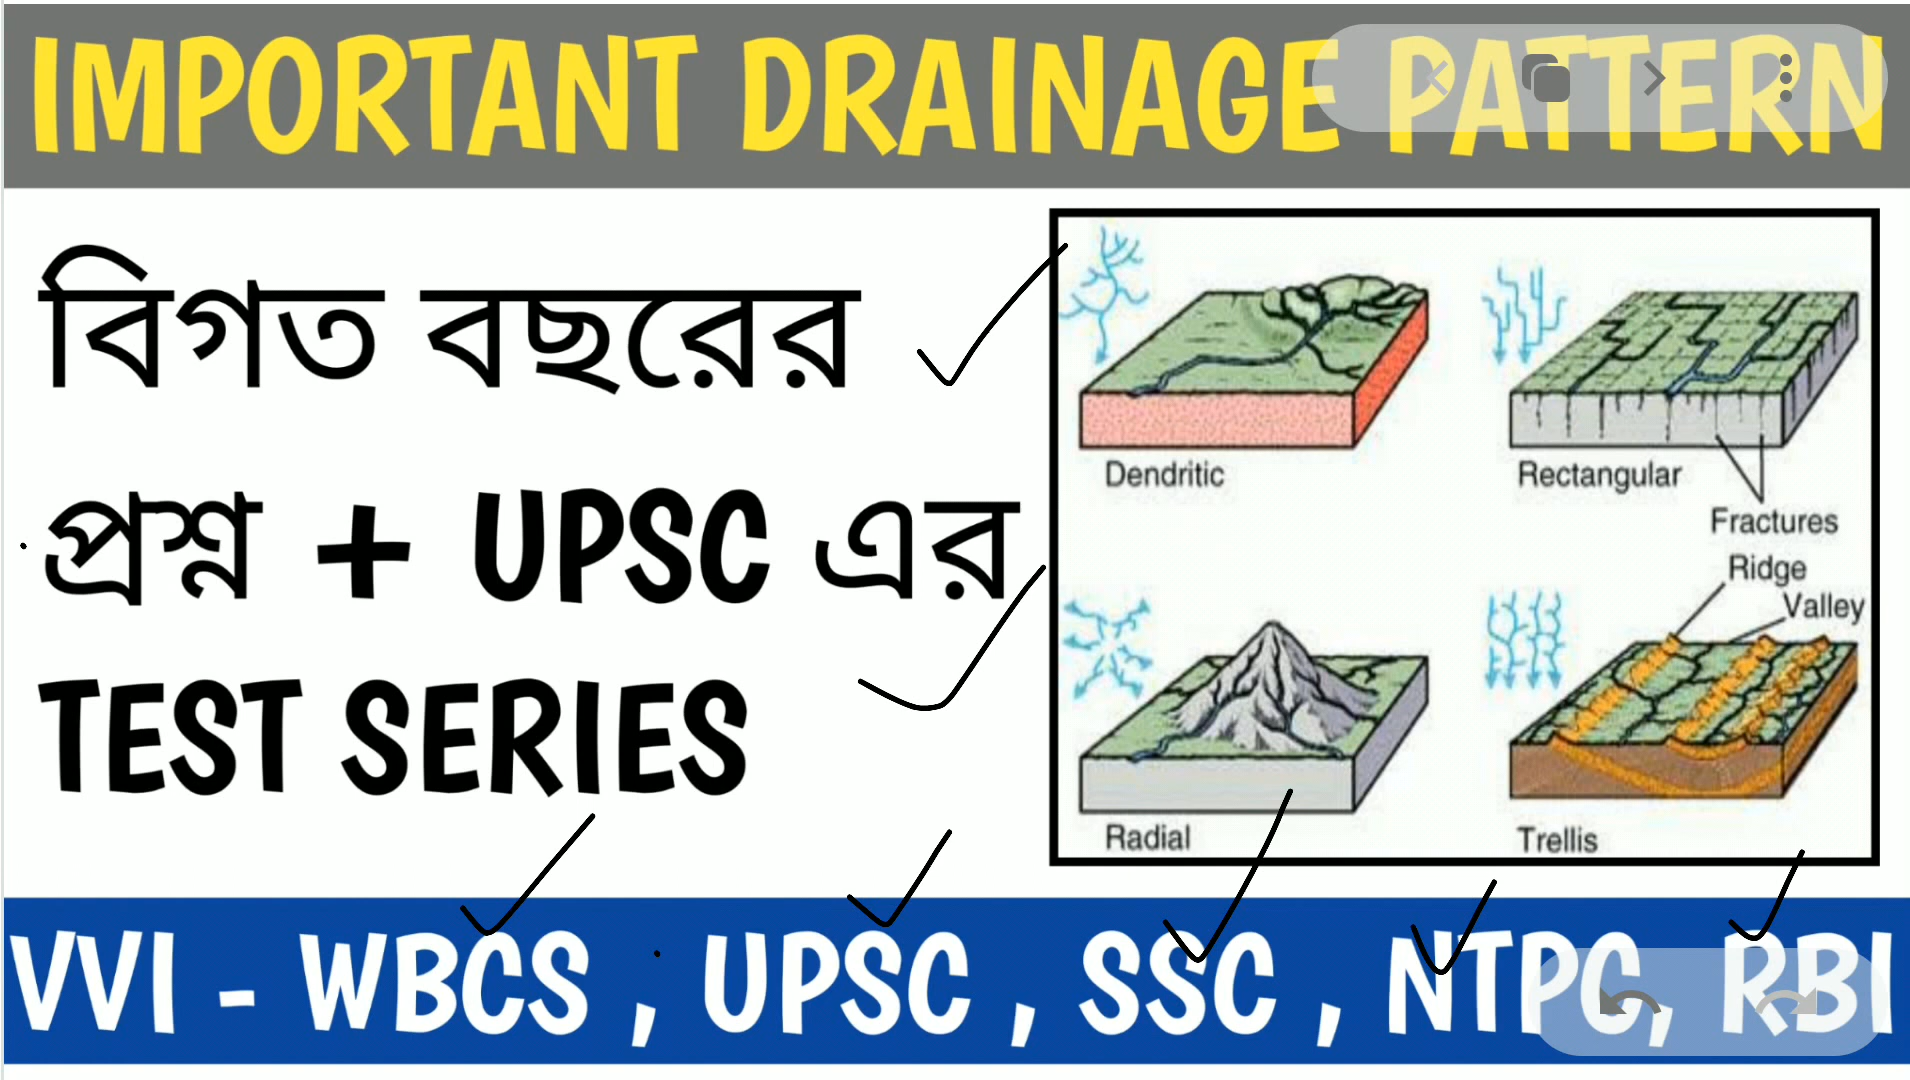 IMPORTANT DRAINAGE PATTERN
বিগত বছরের
প্রশ্ন + UPSC এর
TEST SERIES
Dendritic
Rectangular
Fractures
Ridge
Valley
Radial
Trellis
VVI - WBCS , UPSC , SSC , NTPC, RBI